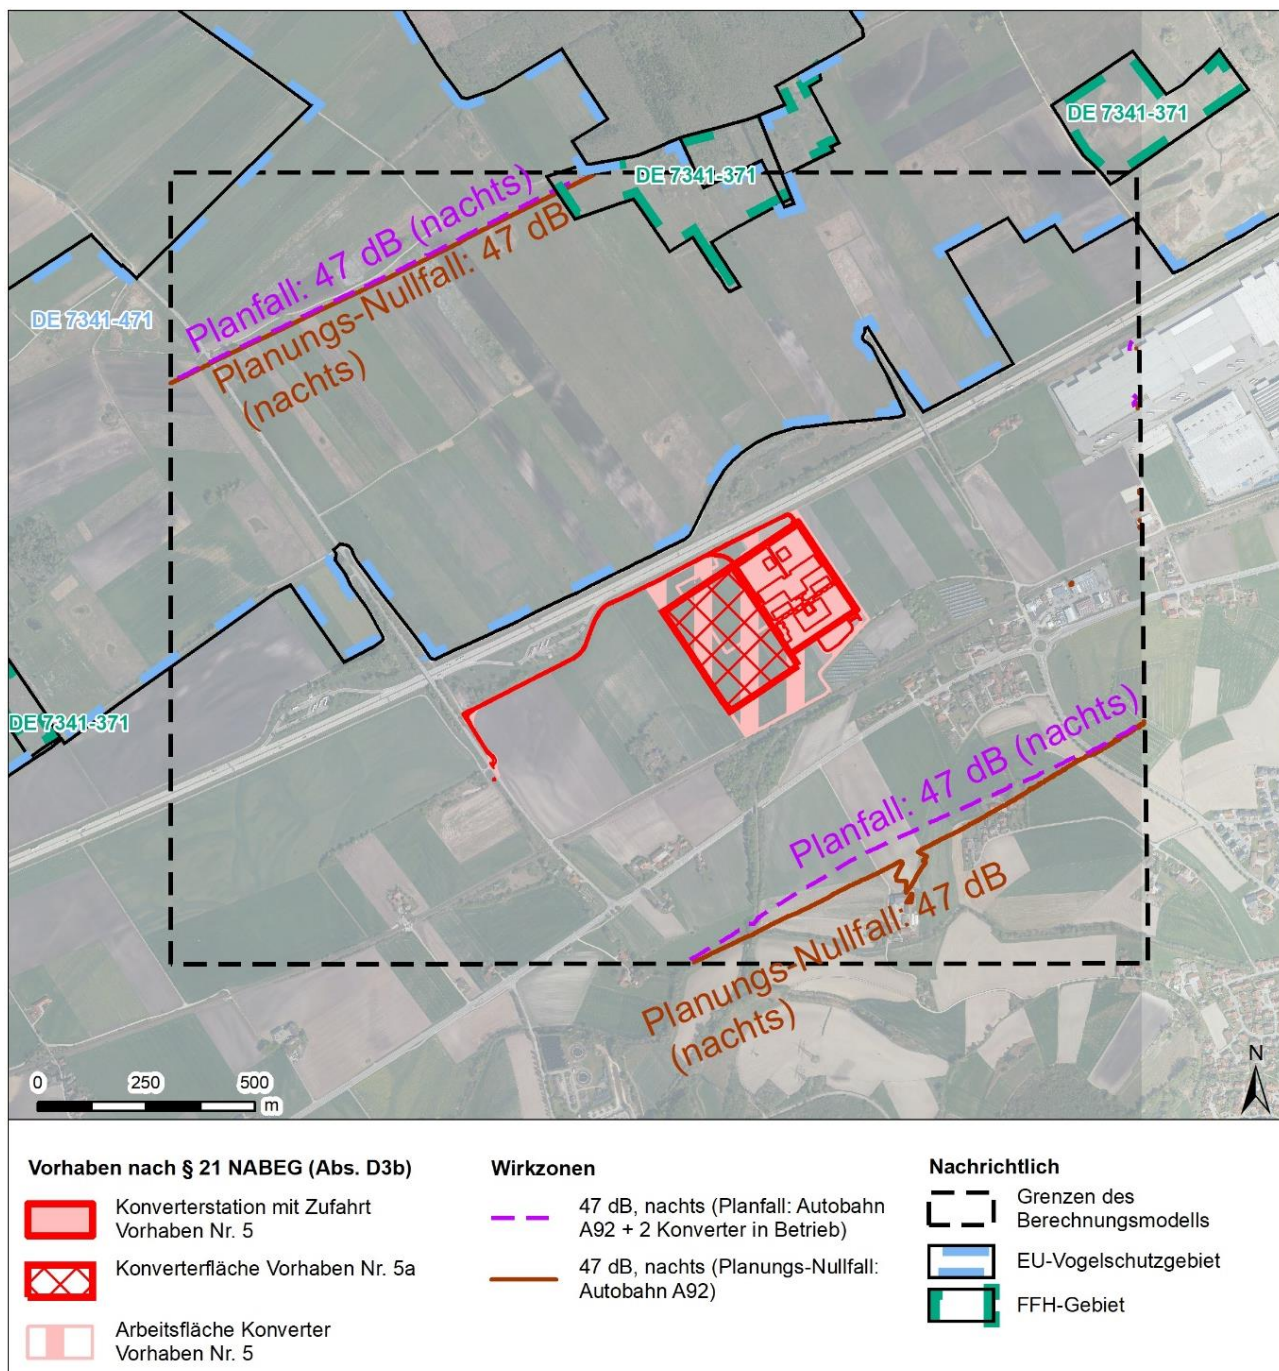 DE 7341-371
DE 7341-371
Planfall: 47 dB (nachts)
Planungs-Nullfall: 47 dB
(nachts)
DE 7341-471
DE 7341-371
Planfall: 47 dB (nachts)
Planungs-Nullfall: 47 dB
(nachts)
N
0 250 500
m
Vorhaben nach § 21 NABEG (Abs. D3b)
Konverterstation mit Zufahrt
Vorhaben Nr. 5
Konverterfläche Vorhaben Nr. 5a
Arbeitsfläche Konverter
Vorhaben Nr. 5
Wirkzonen
47 dB, nachts (Planfall: Autobahn
A92 + 2 Konverter in Betrieb)
47 dB, nachts (Planungs-Nullfall:
Autobahn A92)
Nachrichtlich
Grenzen des
Berechnungsmodells
EU-Vogelschutzgebiet
FFH-Gebiet